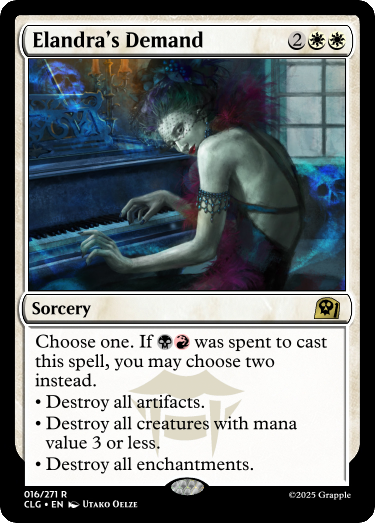 Elandra's Demand 2
Sorcery
Choose one. If was spent to cast
this spell, you may choose two
instead.
• Destroy all artifacts.
• Destroy all creatures with mana
value 3 or less.
• Destroy all enchantments.
016/271 R
CLG • EN Utako Oelze
©2025 Grapple